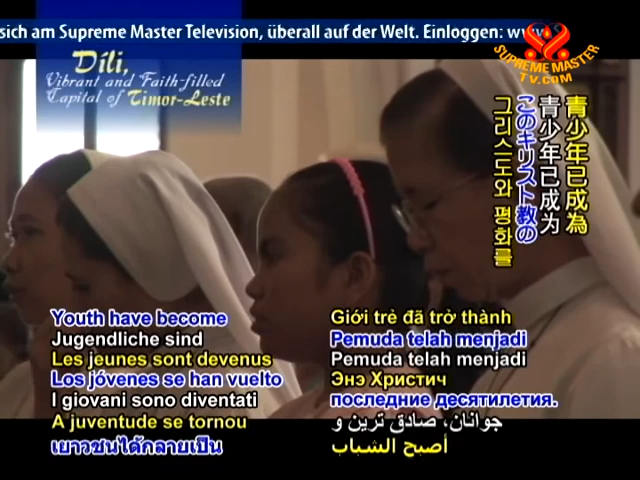 sich am Supreme Master Television, überall auf der Welt. Einloggen: www
SUPREME MASTER
TV.COM
Díli,
Vibrant and Faith-filled
Capital of Timor-Leste
青少年已成為
青少年已成为
このキリスト教の
그리스도와 평화를
Youth have become
Jugendliche sind
Les jeunes sont devenus
Los jóvenes se han vuelto
I giovani sono diventati
A juventude se tornou
เยาวชนได้กลายเป็น
Giới trẻ đã trở thành
Pemuda telah menjadi
Pemuda telah menjadi
Энэ Христич
последние десятилетия.
جوانان، صادق ترین و
أصبح الشباب